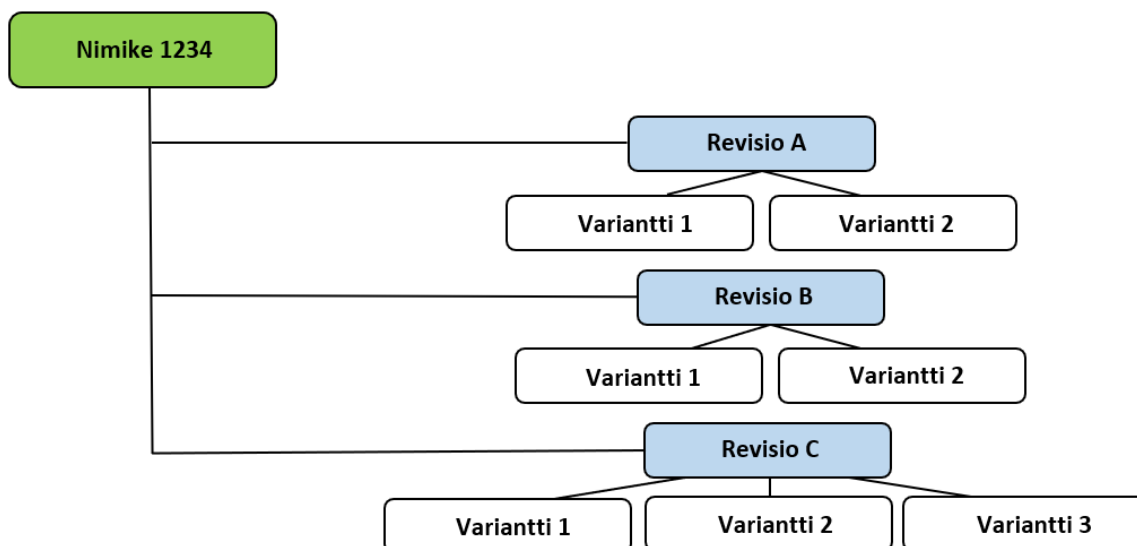 Nimike 1234
Revisio A
Variantti 1
Variantti 2
Revisio B
Variantti 1
Variantti 2
Revisio C
Variantti 1
Variantti 2
Variantti 3